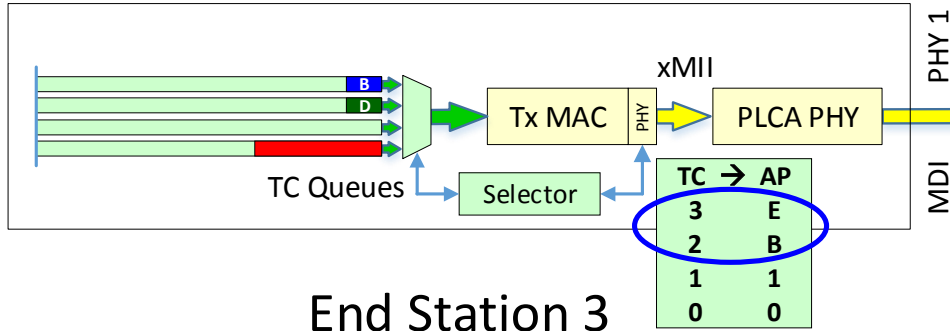 B
D
TC Queues
Selector
Tx MAC
PHY
xMII
PLCA PHY
PHY 1
MDI
TC → AP
3 E
2 B
1 1
0 0
End Station 3